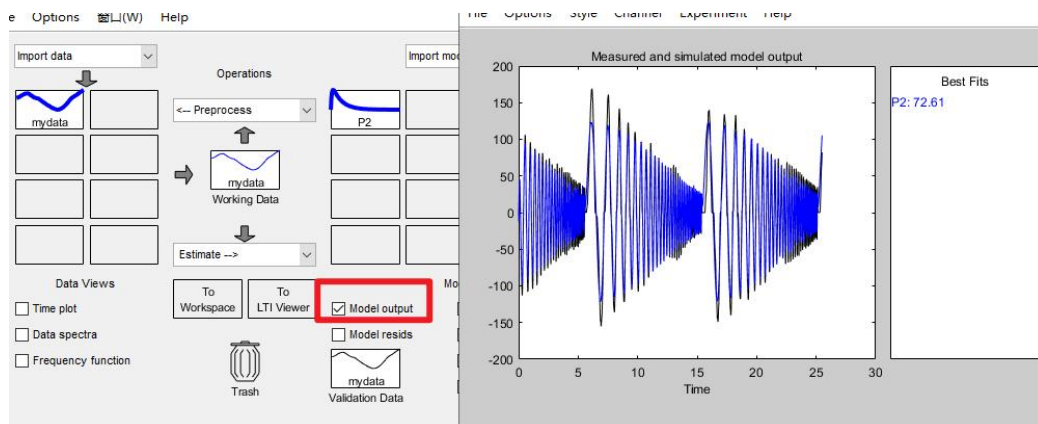 Options 窗口(W) Help
Import data
mydata
Operations
<-- Preprocess
mydata
Working Data
Estimate -->
Data Views
Time plot
Data spectra
Frequency function
To Workspace
To LTI Viewer
Trash
Import
P2
Model output
Model resids
mydata
Validation Data
File Options Style Channel Experiment Help
Measured and simulated model output
200
150
100
50
0
-50
-100
-150
-200
0 5 10 15 20 25 30
Time
Best Fits
P2: 72.61